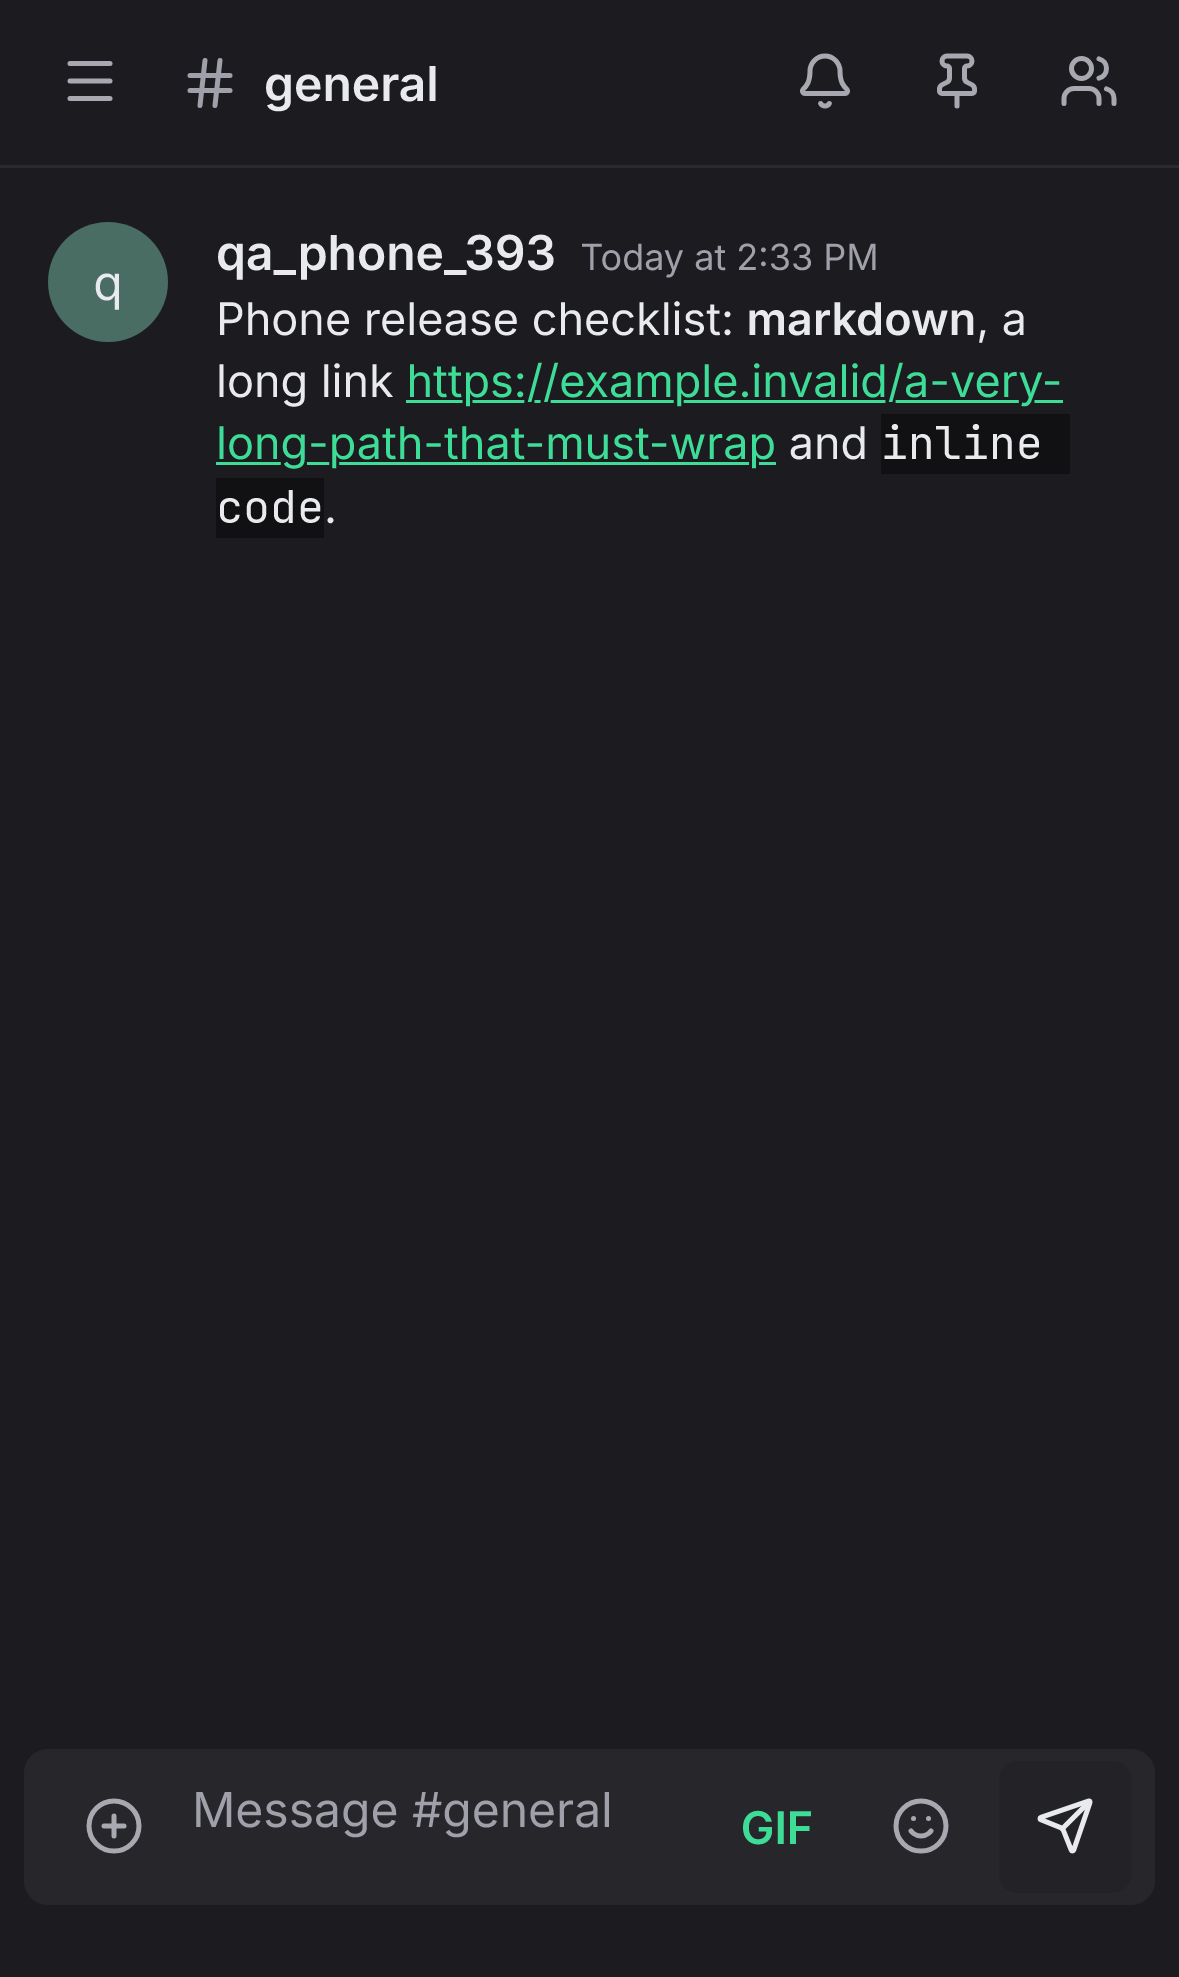 # general
q
qa_phone_393 Today at 2:33 PM
Phone release checklist: markdown, a
long link https://example.invalid/a-very-
long-path-that-must-wrap and inline
code.
Message #general GIF